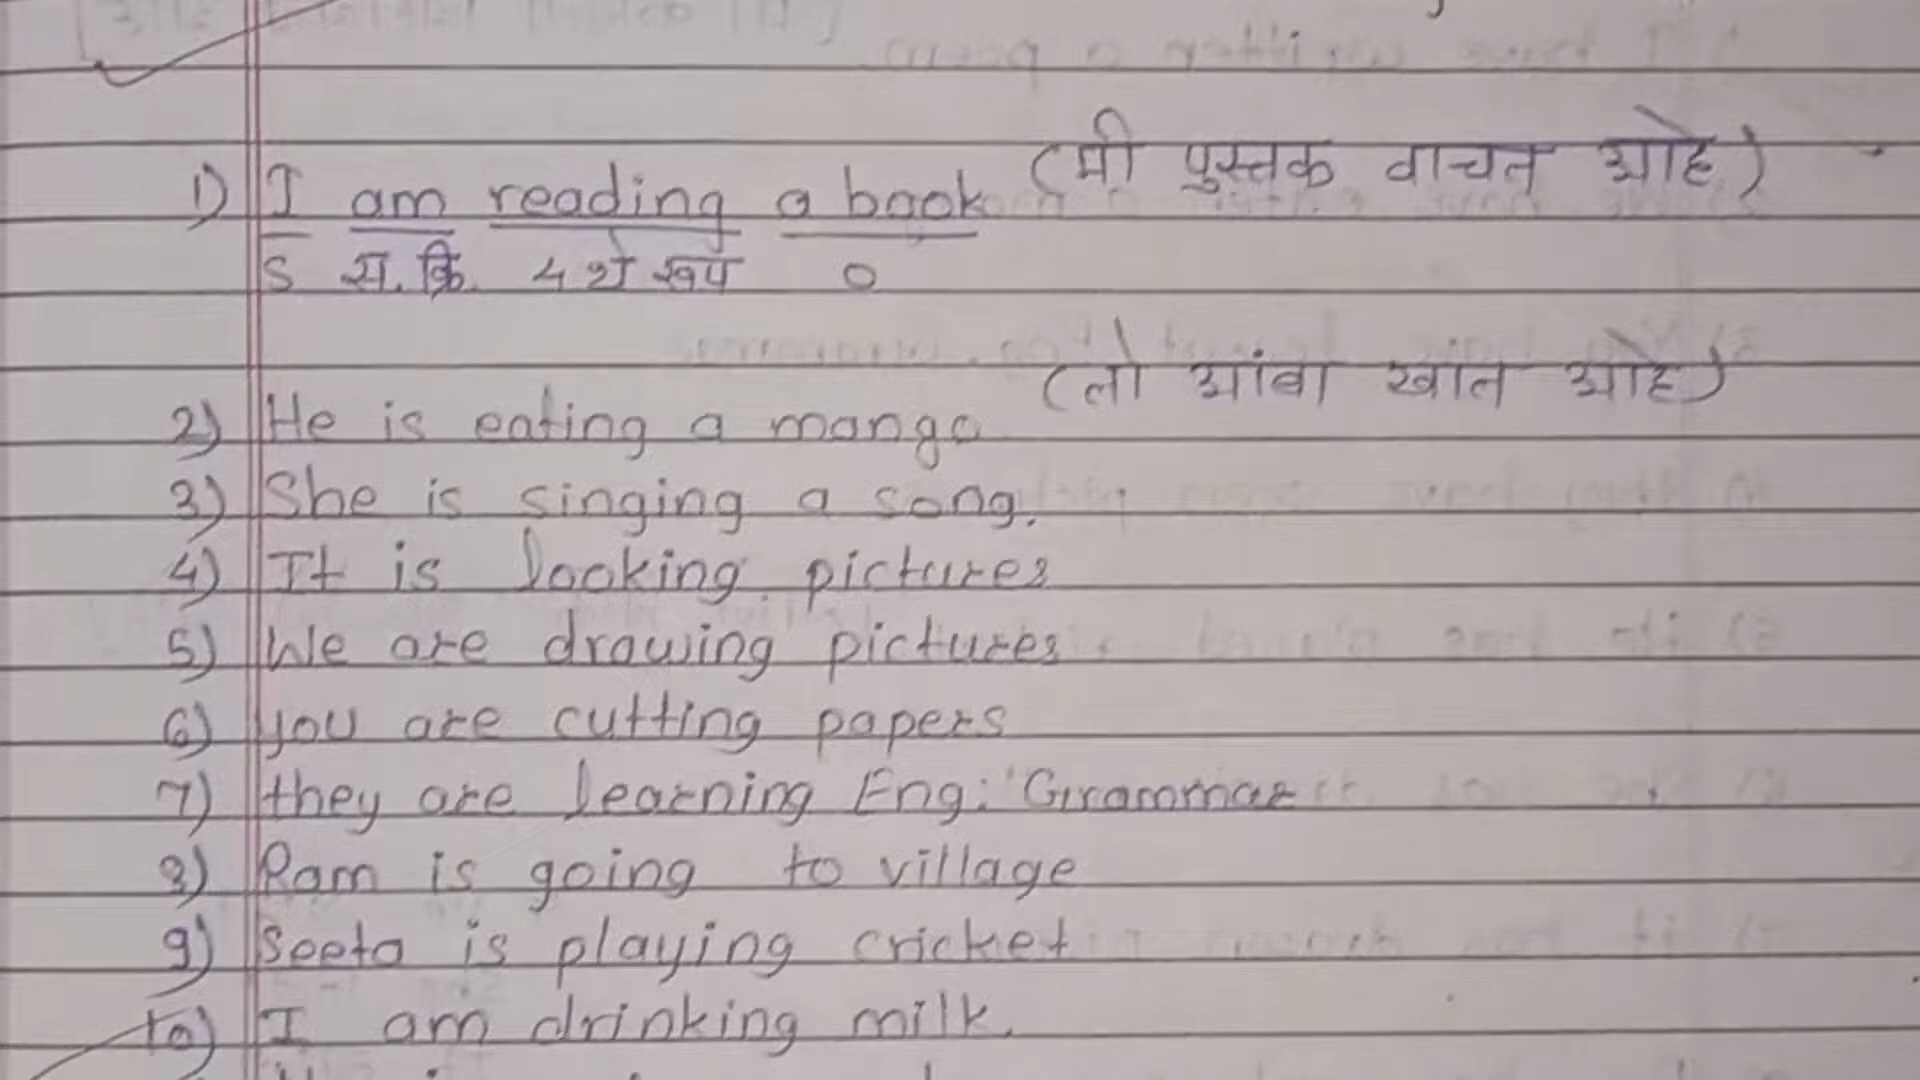 (मी पुस्तक वाचत आहे)
1) I am reading a book
S स.क्रि. 4 थे रूप O
(तो आंबा खात आहे)
2) He is eating a mango
3) She is singing a song.
4) It is looking pictures
5) We are drawing pictures
6) you are cutting papers
7) they are learning Eng: Grammar
8) Ram is going to village
9) Seeta is playing cricket
10) I am drinking milk.